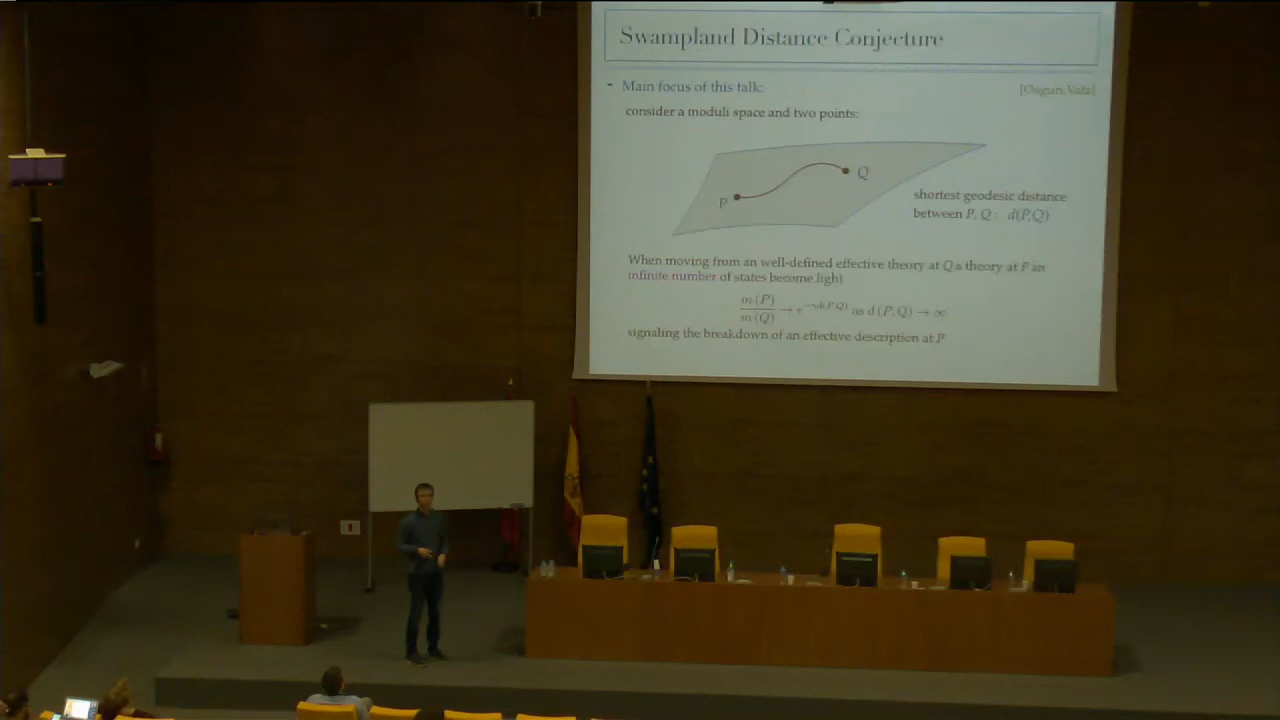 Swampland Distance Conjecture
- Main focus of this talk: [Ooguri,Vafa]
consider a moduli space and two points:
Q
P
shortest geodesic distance
between P, Q : d(P,Q)
When moving from an well-defined effective theory at Q a theory at P an
infinite number of states become light
m(P)/m(Q) → e^{-γd(P,Q)} as d(P,Q) → ∞
signaling the breakdown of an effective description at P